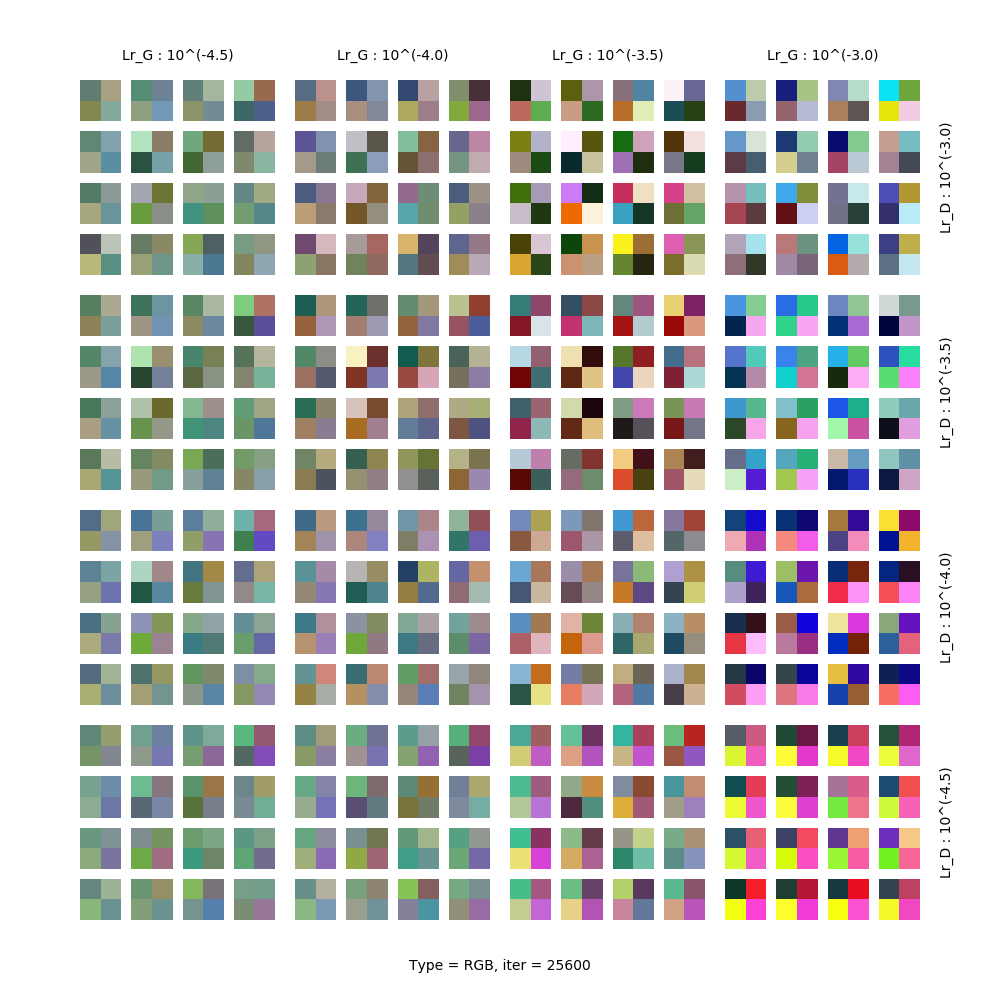 Lr_G : 10^(-4.5)
Lr_G : 10^(-4.0)
Lr_G : 10^(-3.5)
Lr_G : 10^(-3.0)
Lr_D : 10^(-3.0)
Lr_D : 10^(-3.5)
Lr_D : 10^(-4.0)
Lr_D : 10^(-4.5)
Type = RGB, iter = 25600